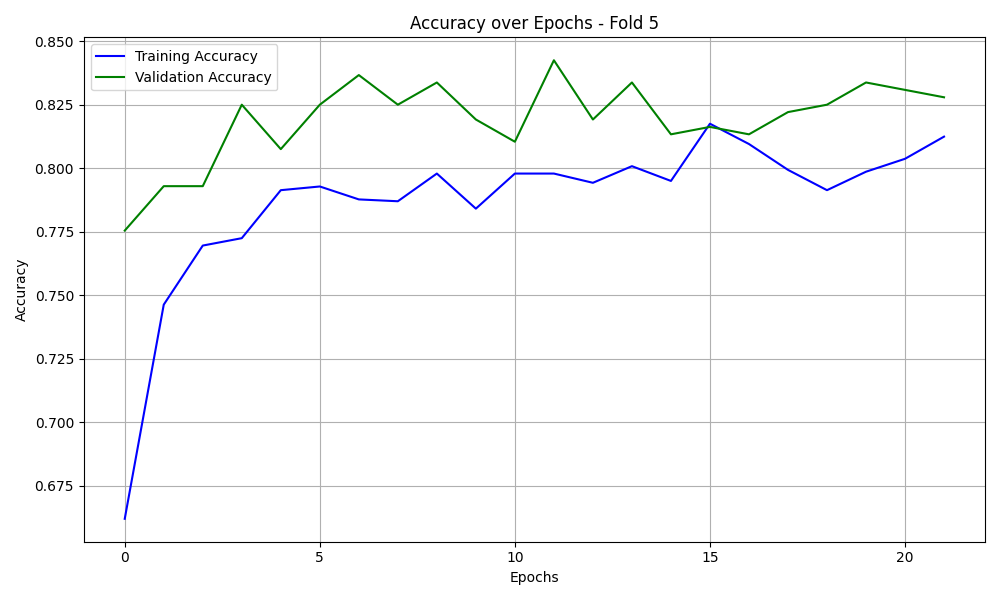 Accuracy over Epochs - Fold 5
Training Accuracy
Validation Accuracy
0.850
0.825
0.800
0.775
0.750
0.725
0.700
0.675
Accuracy
0 5 10 15 20
Epochs